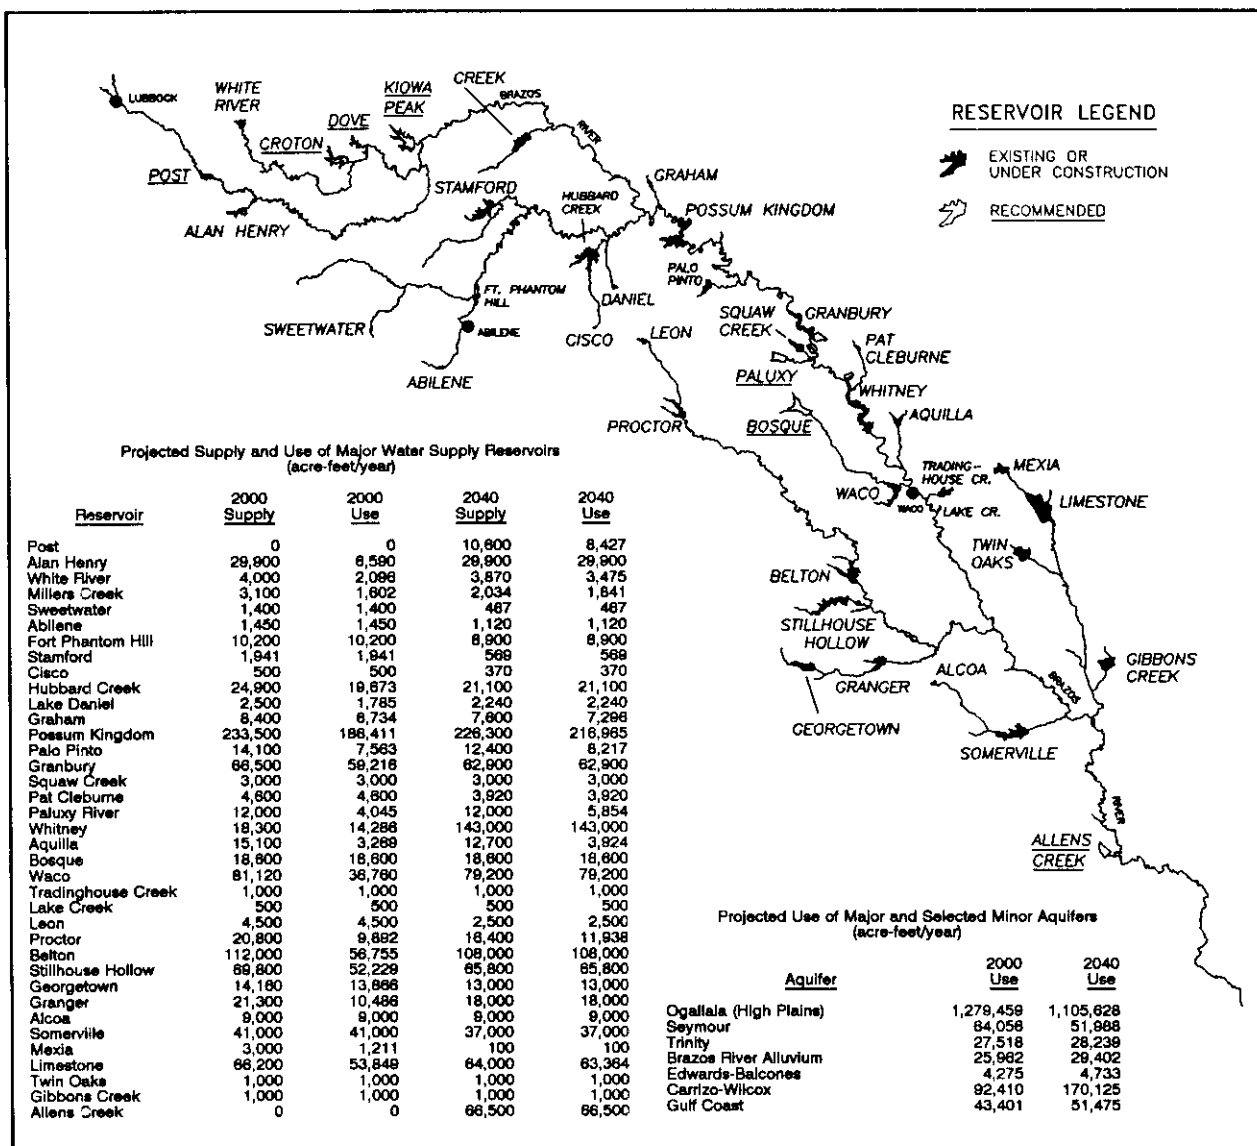 CREEK
KIOWA
PEAK
WHITE
RIVER
LUBBOCK
BRAZOS
DOVE
CROTON
RIVER
RESERVOIR LEGEND
EXISTING OR
UNDER CONSTRUCTION
RECOMMENDED
POST
GRAHAM
STAMFORD
HUBBARD
CREEK
POSSUM KINGDOM
ALAN HENRY
PALO
PINTO
FT. PHANTOM
HILL
DANIEL
SQUAW
CREEK
GRANBURY
SWEETWATER
ABILENE
CISCO
LEON
PAT
CLEBURNE
ABILENE
PALUXY
WHITNEY
PROCTOR
BOSQUE
AQUILLA
TRADING-
HOUSE CR.
MEXIA
WACO
WACO
LAKE CR.
LIMESTONE
TWIN
OAKS
BELTON
STILLHOUSE
HOLLOW
ALCOA
GIBBONS
CREEK
GRANGER
BRAZOS
GEORGETOWN
SOMERVILLE
RIVER
ALLENS
CREEK
Projected Supply and Use of Major Water Supply Reservoirs
(acre-feet/year)
2000 2000 2040 2040
Reservoir Supply Use Supply Use
Post 0 0 10,600 8,427
Alan Henry 29,900 6,590 29,900 29,900
White River 4,000 2,096 3,870 3,475
Millers Creek 3,100 1,602 2,034 1,641
Sweetwater 1,400 1,400 467 467
Abilene 1,450 1,450 1,120 1,120
Fort Phantom Hill 10,200 10,200 8,900 8,900
Stamford 1,941 1,941 569 569
Cisco 500 500 370 370
Hubbard Creek 24,900 19,673 21,100 21,100
Lake Daniel 2,500 1,785 2,240 2,240
Graham 8,400 6,734 7,600 7,296
Possum Kingdom 233,500 186,411 226,300 216,965
Palo Pinto 14,100 7,563 12,400 8,217
Granbury 66,500 59,216 62,900 62,900
Squaw Creek 3,000 3,000 3,000 3,000
Pat Cleburne 4,600 4,600 3,920 3,920
Paluxy River 12,000 4,045 12,000 5,854
Whitney 18,300 14,286 143,000 143,000
Aquilla 15,100 3,269 12,700 3,924
Bosque 18,600 18,600 18,600 18,600
Waco 81,120 36,760 79,200 79,200
Tradinghouse Creek 1,000 1,000 1,000 1,000
Lake Creek 500 500 500 500
Leon 4,500 4,500 2,500 2,500
Proctor 20,800 9,692 16,400 11,938
Belton 112,000 56,755 108,000 108,000
Stillhouse Hollow 69,800 52,229 65,800 65,800
Georgetown 14,160 13,666 13,000 13,000
Granger 21,300 10,486 18,000 18,000
Alcoa 9,000 9,000 9,000 9,000
Somerville 41,000 41,000 37,000 37,000
Mexia 3,000 1,211 100 100
Limestone 66,200 53,849 64,000 63,364
Twin Oaks 1,000 1,000 1,000 1,000
Gibbons Creek 1,000 1,000 1,000 1,000
Allens Creek 0 0 66,500 66,500
Projected Use of Major and Selected Minor Aquifers
(acre-feet/year)
2000 2040
Aquifer Use Use
Ogallala (High Plains) 1,279,459 1,105,628
Seymour 64,056 51,988
Trinity 27,518 28,239
Brazos River Alluvium 25,962 29,402
Edwards-Balcones 4,275 4,733
Carrizo-Wilcox 92,410 170,125
Gulf Coast 43,401 51,475